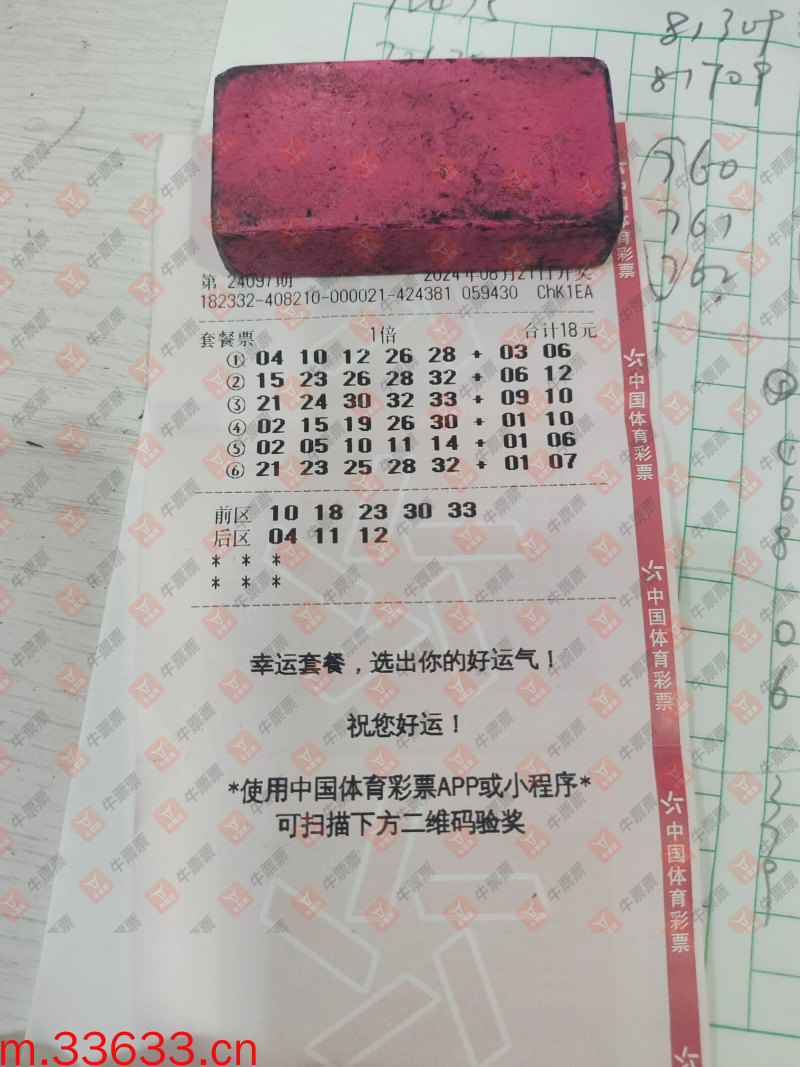 81309
81709
760
761
762
第 24097期 2024年08月21日开奖
182332-408210-000021-424381 059430 ChK1EA
套餐票 1倍 合计18元
① 04 10 12 26 28 + 03 06
② 15 23 26 28 32 + 06 12
③ 21 24 30 32 33 + 09 10
④ 02 15 19 26 30 + 01 10
⑤ 02 05 10 11 14 + 01 06
⑥ 21 23 25 28 32 + 01 07
前区 10 18 23 30 33
后区 04 11 12
* * *
* * *
幸运套餐，选出你的好运气！
祝您好运！
*使用中国体育彩票APP或小程序*
可扫描下方二维码验奖
中国体育彩票
中国体育彩票
中国体育彩票
中国体育彩票
牛票票
m.33633.cn